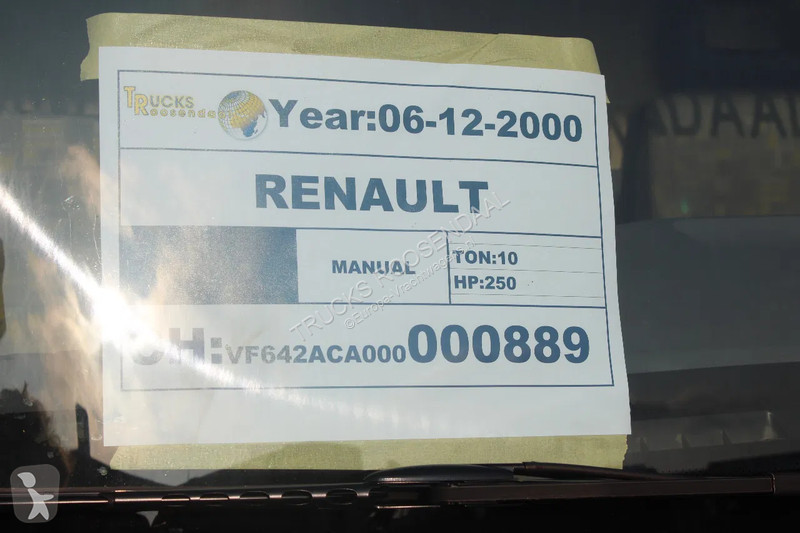 TRUCKS
Roosendaal
Year:06-12-2000
RENAULT
MANUAL
TON:10
HP:250
CH:VF642ACA000000889
TRUCKS ROOSENDAAL